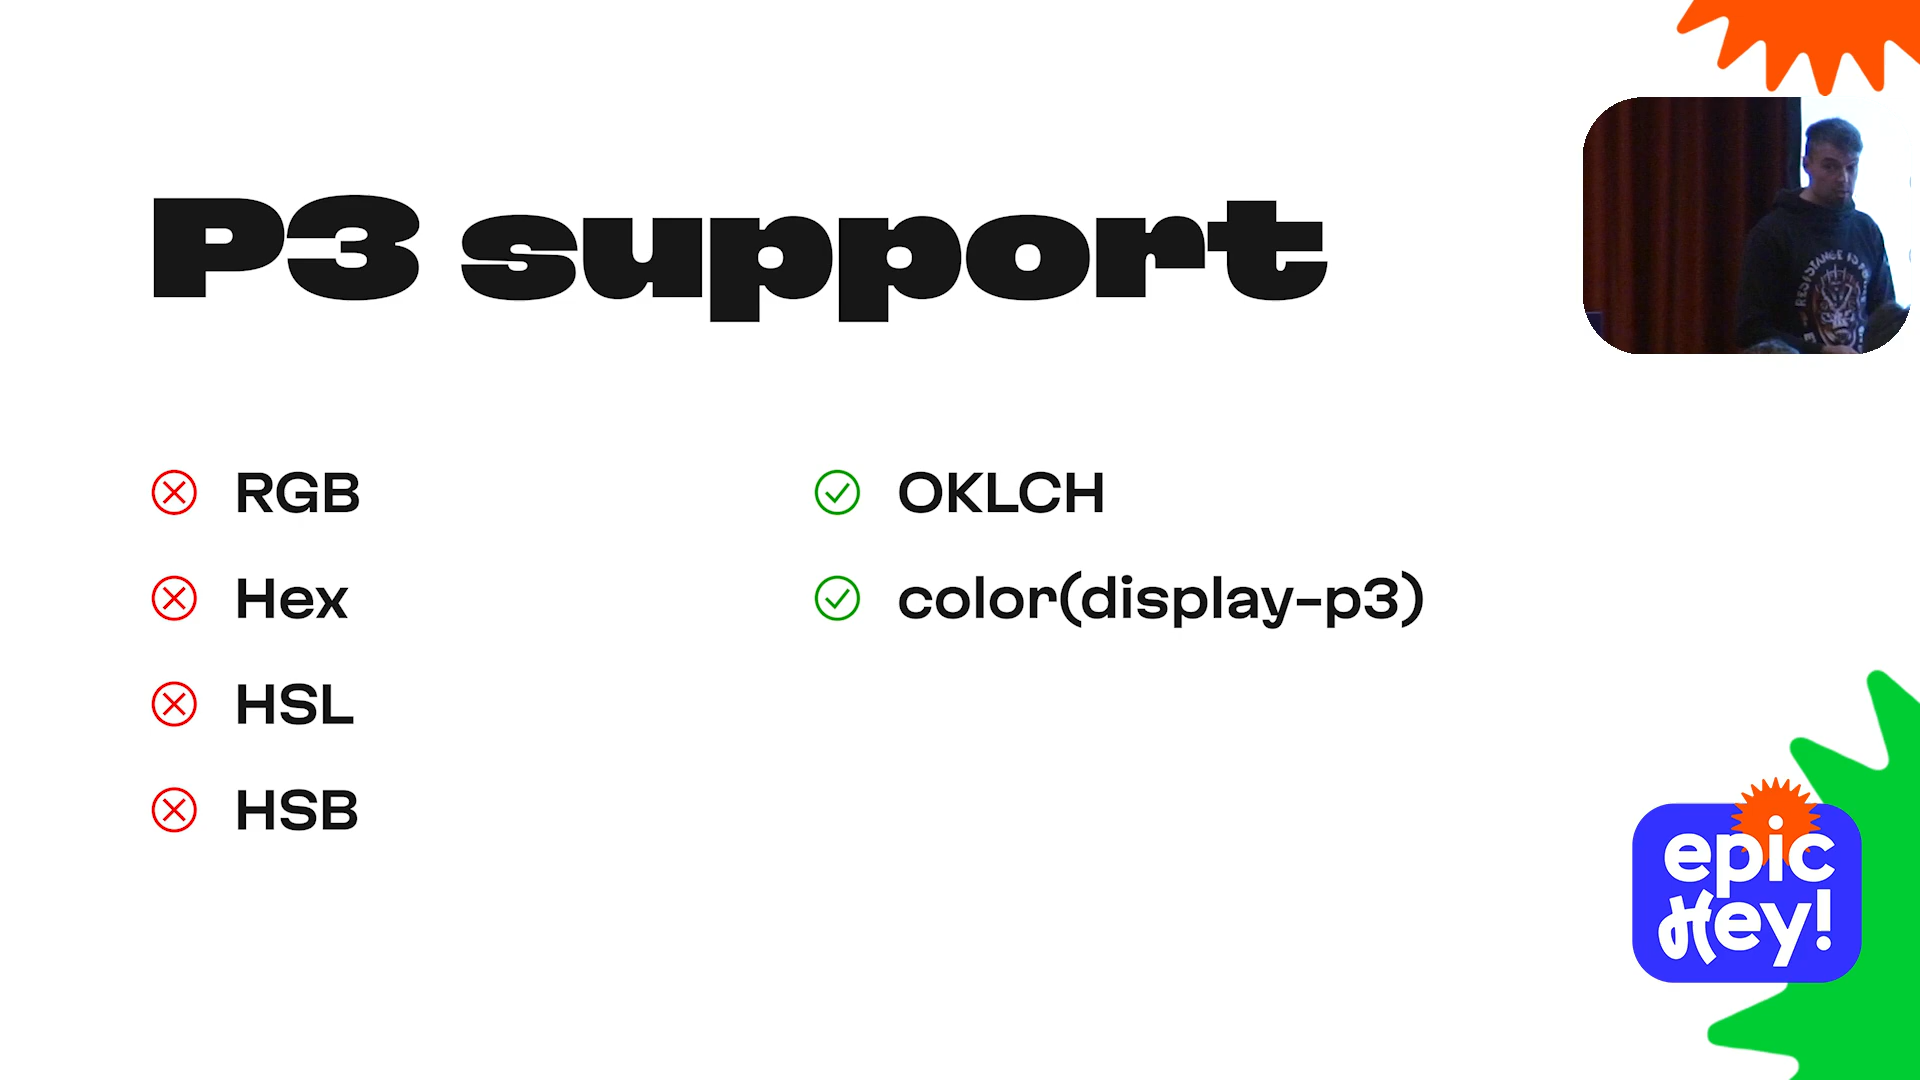 P3 support
RGB
Hex
HSL
HSB
OKLCH
color(display-p3)
epic
Hey!